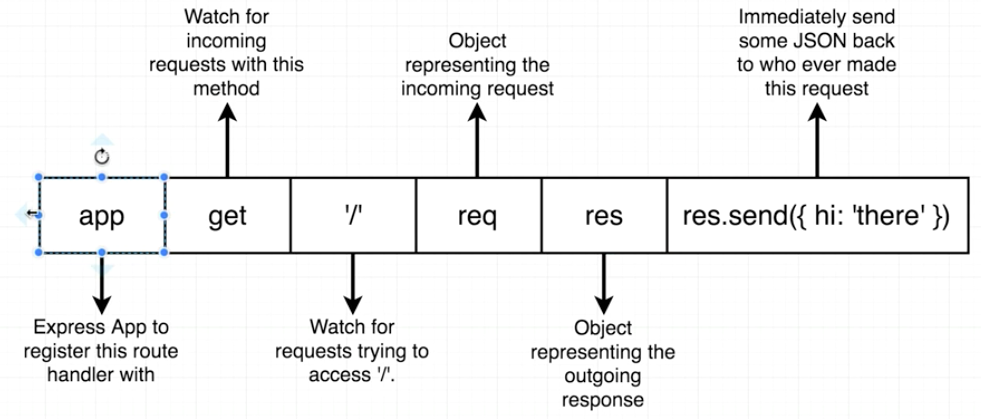 Watch for
incoming
requests with this
method
Object
representing the
incoming request
Immediately send
some JSON back
to who ever made
this request
app
get
'/'
req
res
res.send({ hi: 'there' })
Express App to
register this route
handler with
Watch for
requests trying to
access '/'.
Object
representing the
outgoing
response